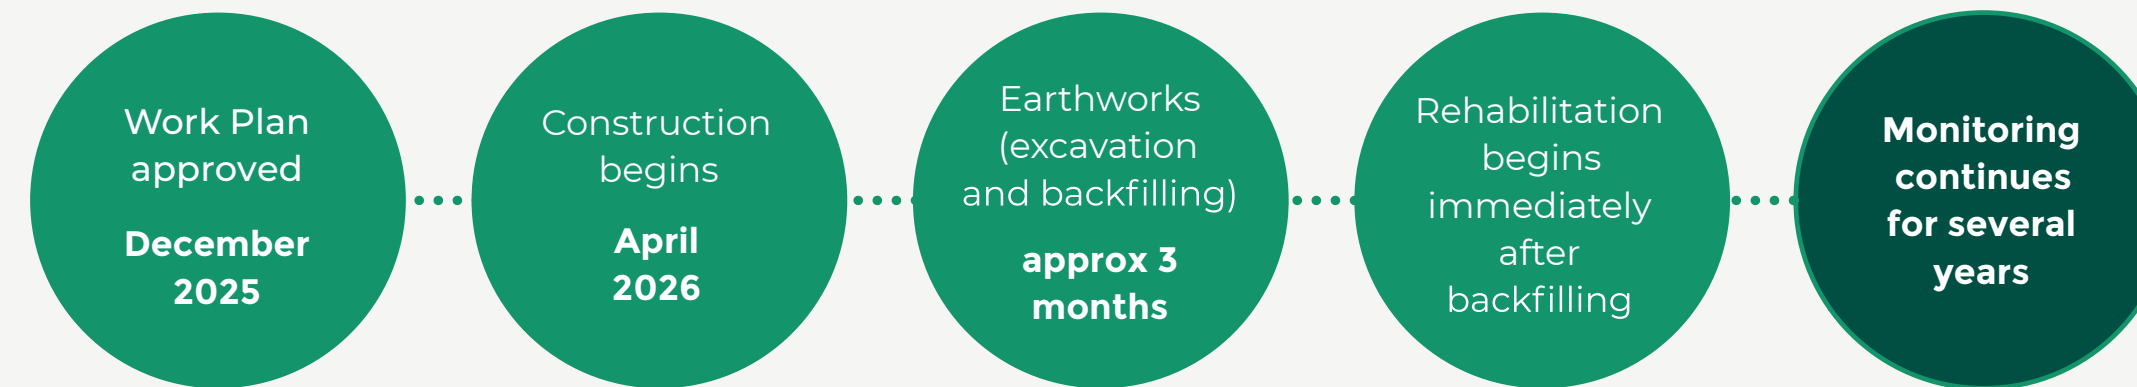 Work Plan
approved
December
2025
Construction
begins
April
2026
Earthworks
(excavation
and backfilling)
approx 3
months
Rehabilitation
begins
immediately
after
backfilling
Monitoring
continues
for several
years